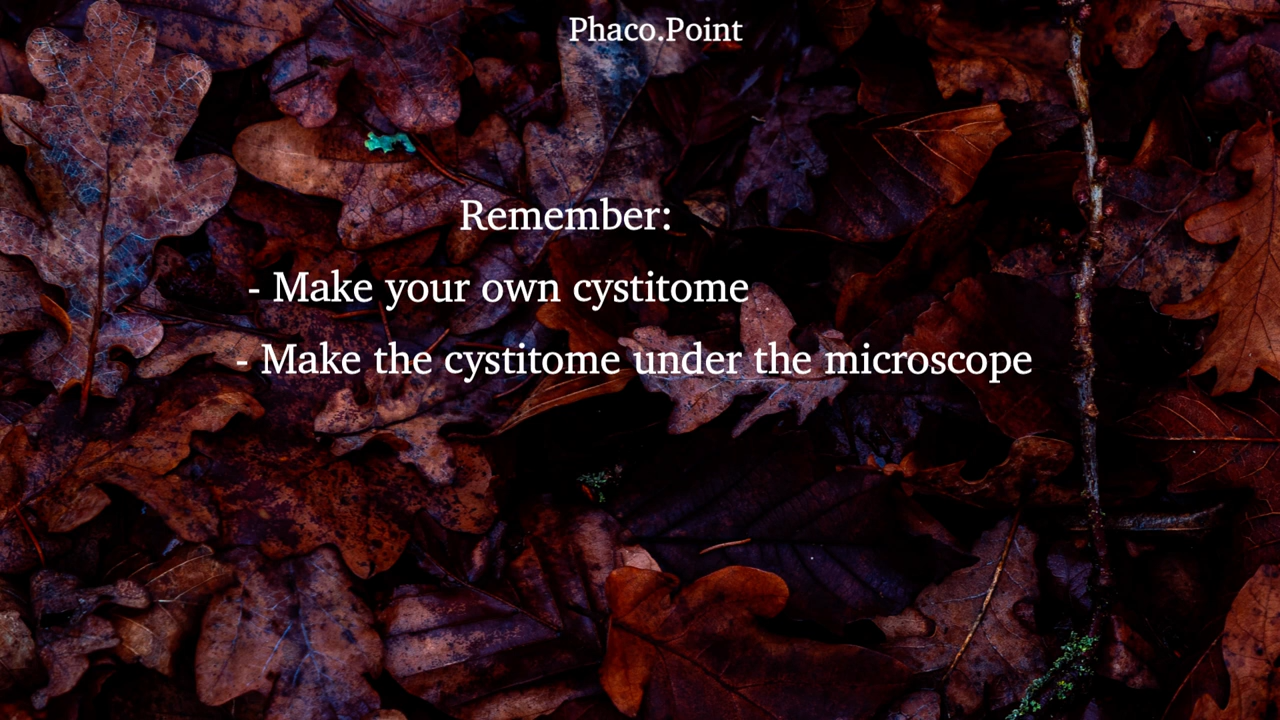 Phaco.Point
Remember:
- Make your own cystitome
- Make the cystitome under the microscope